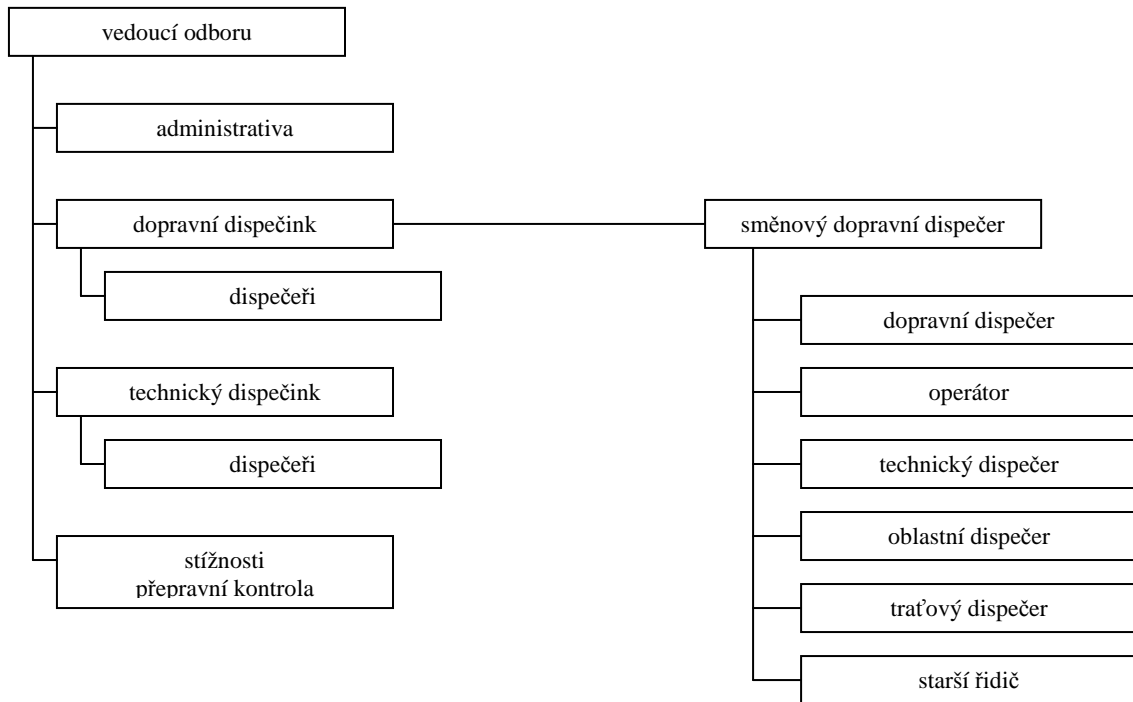 vedoucí odboru
administrativa
dopravní dispečink
dispečeři
technický dispečink
dispečeři
stížnosti
přepravní kontrola
směnový dopravní dispečer
dopravní dispečer
operátor
technický dispečer
oblastní dispečer
traťový dispečer
starší řidič